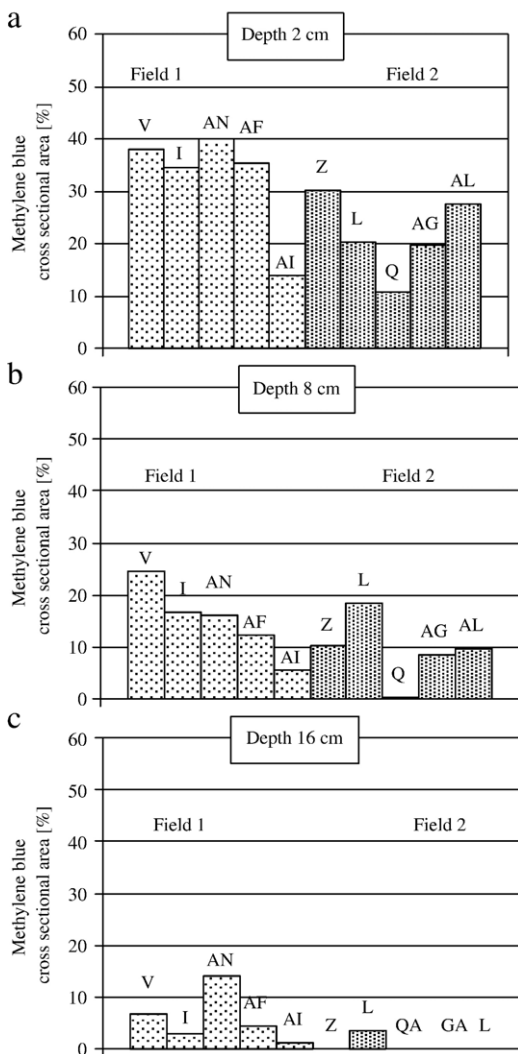 a
Depth 2 cm
60
50
40
30
20
10
0
Methylene blue
cross sectional area [%]
Field 1
Field 2
V
I
AN
AF
AI
Z
L
Q
AG
AL
b
Depth 8 cm
60
50
40
30
20
10
0
Methylene blue
cross sectional area [%]
Field 1
Field 2
V
I
AN
AF
AI
Z
L
Q
AG
AL
c
Depth 16 cm
60
50
40
30
20
10
0
Methylene blue
cross sectional area [%]
Field 1
Field 2
V
I
AN
AF
AI
Z
L
QA GA L